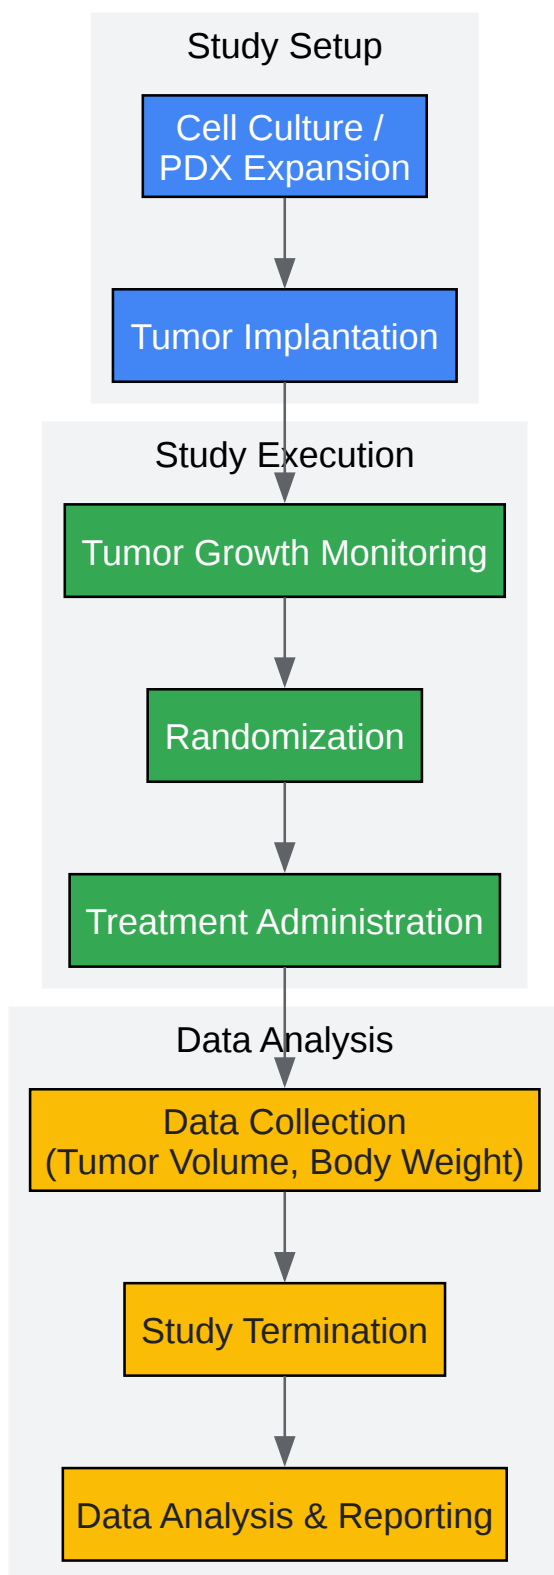 Study Setup
Cell Culture /
PDX Expansion
Tumor Implantation
Study Execution
Tumor Growth Monitoring
Randomization
Treatment Administration
Data Analysis
Data Collection
(Tumor Volume, Body Weight)
Study Termination
Data Analysis & Reporting